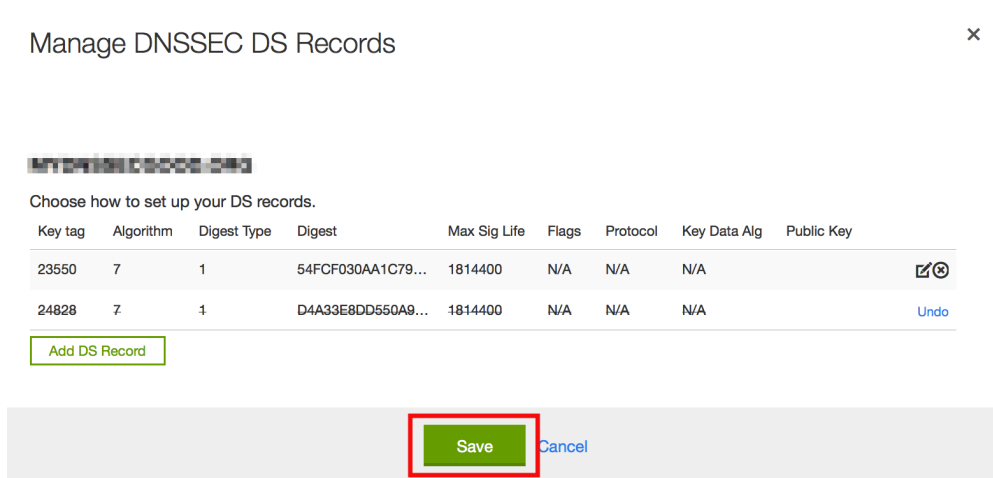 Manage DNSSEC DS Records
Choose how to set up your DS records.
Key tag Algorithm Digest Type Digest Max Sig Life Flags Protocol Key Data Alg Public Key
23550 7 1 54FCF030AA1C79... 1814400 N/A N/A N/A
24828 7 1 D4A33E8DD550A9... 1814400 N/A N/A N/A Undo
Add DS Record
Save Cancel